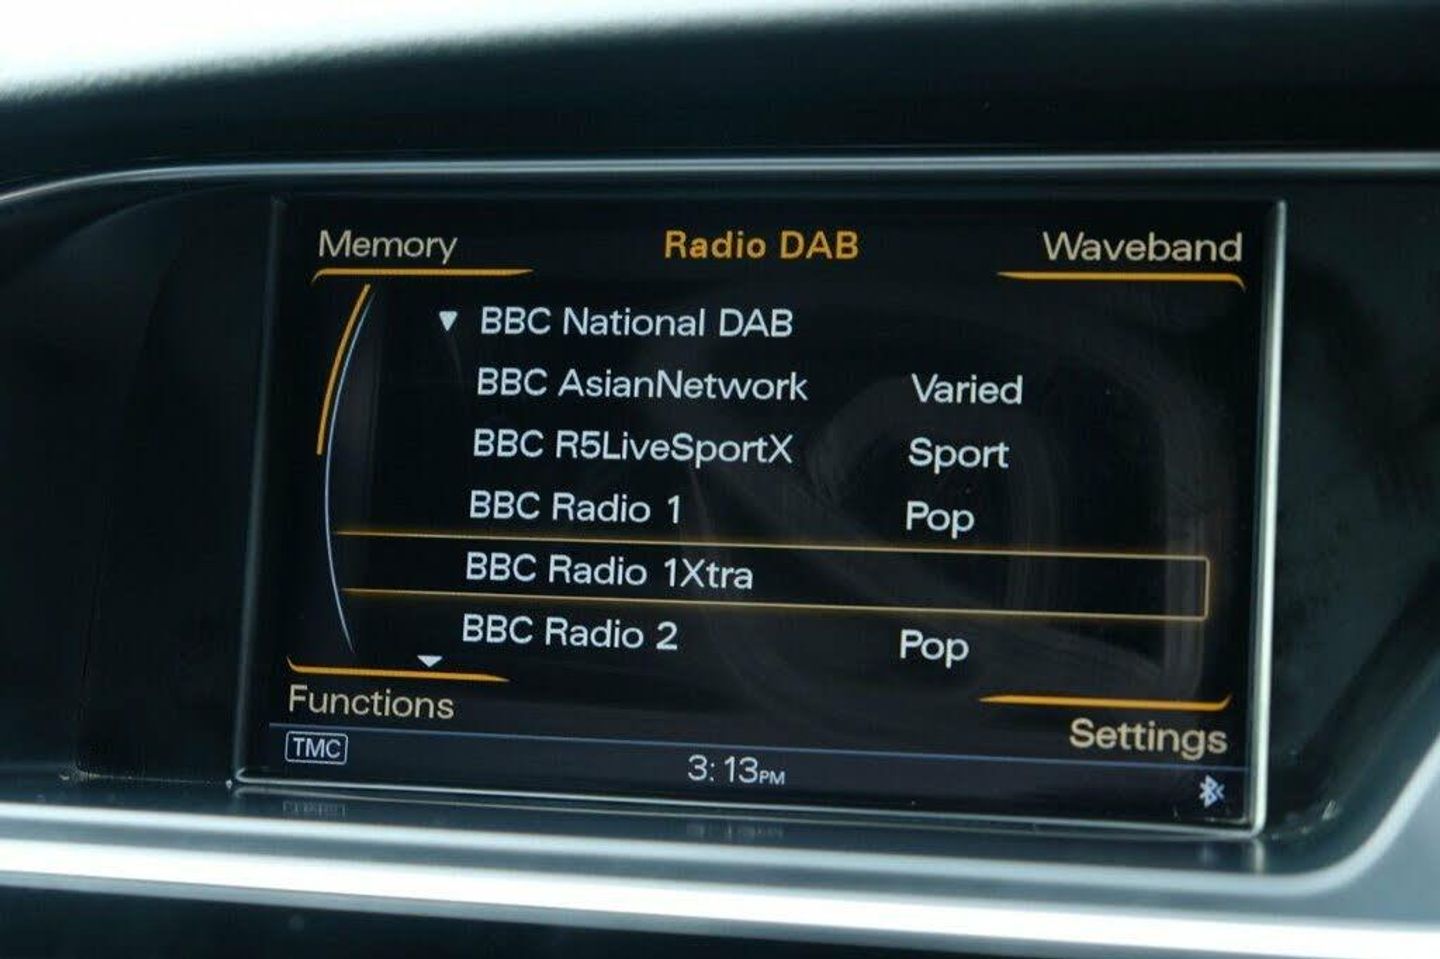 Memory Radio DAB Waveband
BBC National DAB
BBC AsianNetwork Varied
BBC R5LiveSportX Sport
BBC Radio 1 Pop
BBC Radio 1Xtra
BBC Radio 2 Pop
Functions Settings
TMC 3:13PM